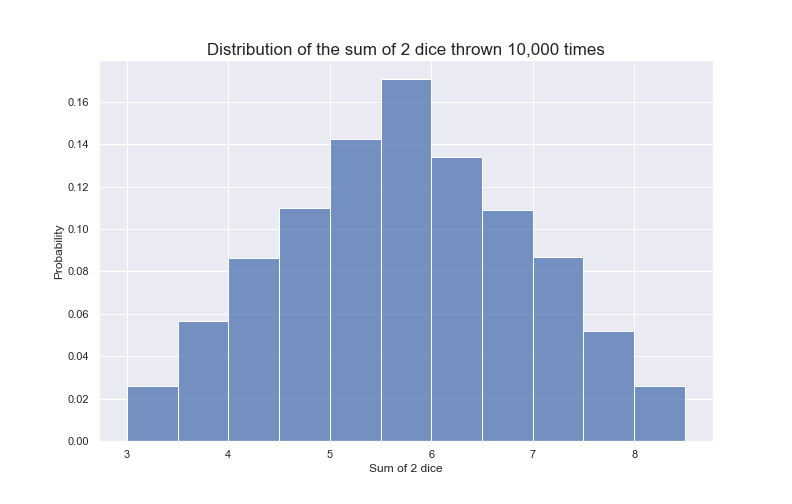 Distribution of the sum of 2 dice thrown 10,000 times
0.16
0.14
0.12
0.10
0.08
0.06
0.04
0.02
0.00
Probability
3 4 5 6 7 8
Sum of 2 dice